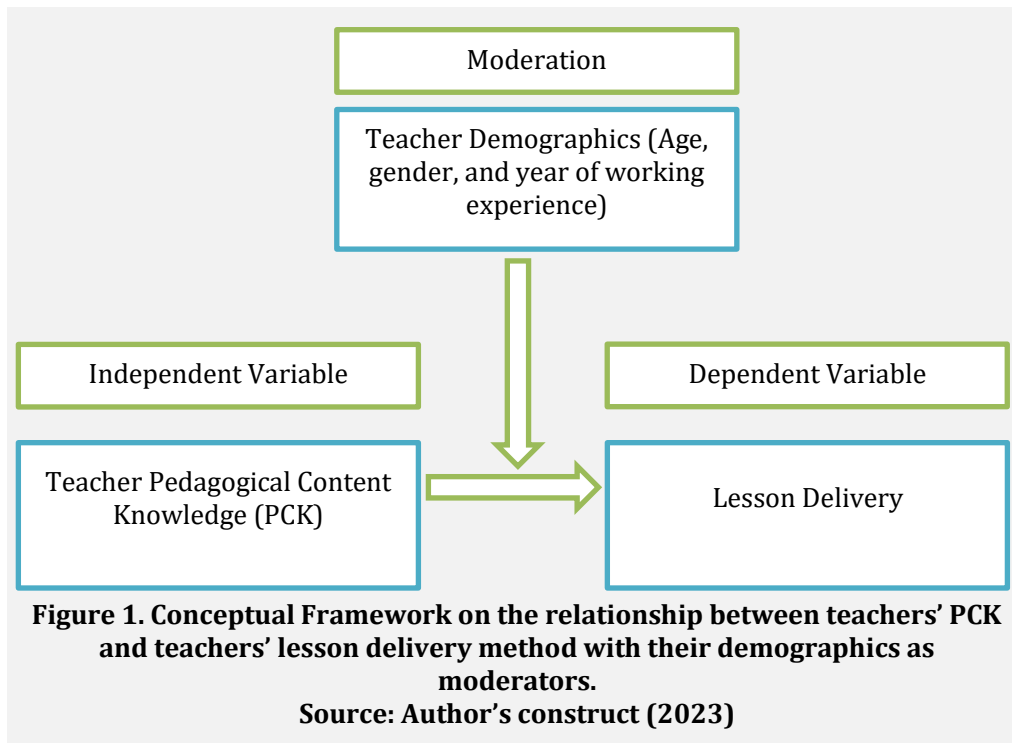 Moderation
Teacher Demographics (Age,
gender, and year of working
experience)
Independent Variable
Dependent Variable
Teacher Pedagogical Content
Knowledge (PCK)
Lesson Delivery
Figure 1. Conceptual Framework on the relationship between teachers’ PCK
and teachers’ lesson delivery method with their demographics as
moderators.
Source: Author’s construct (2023)